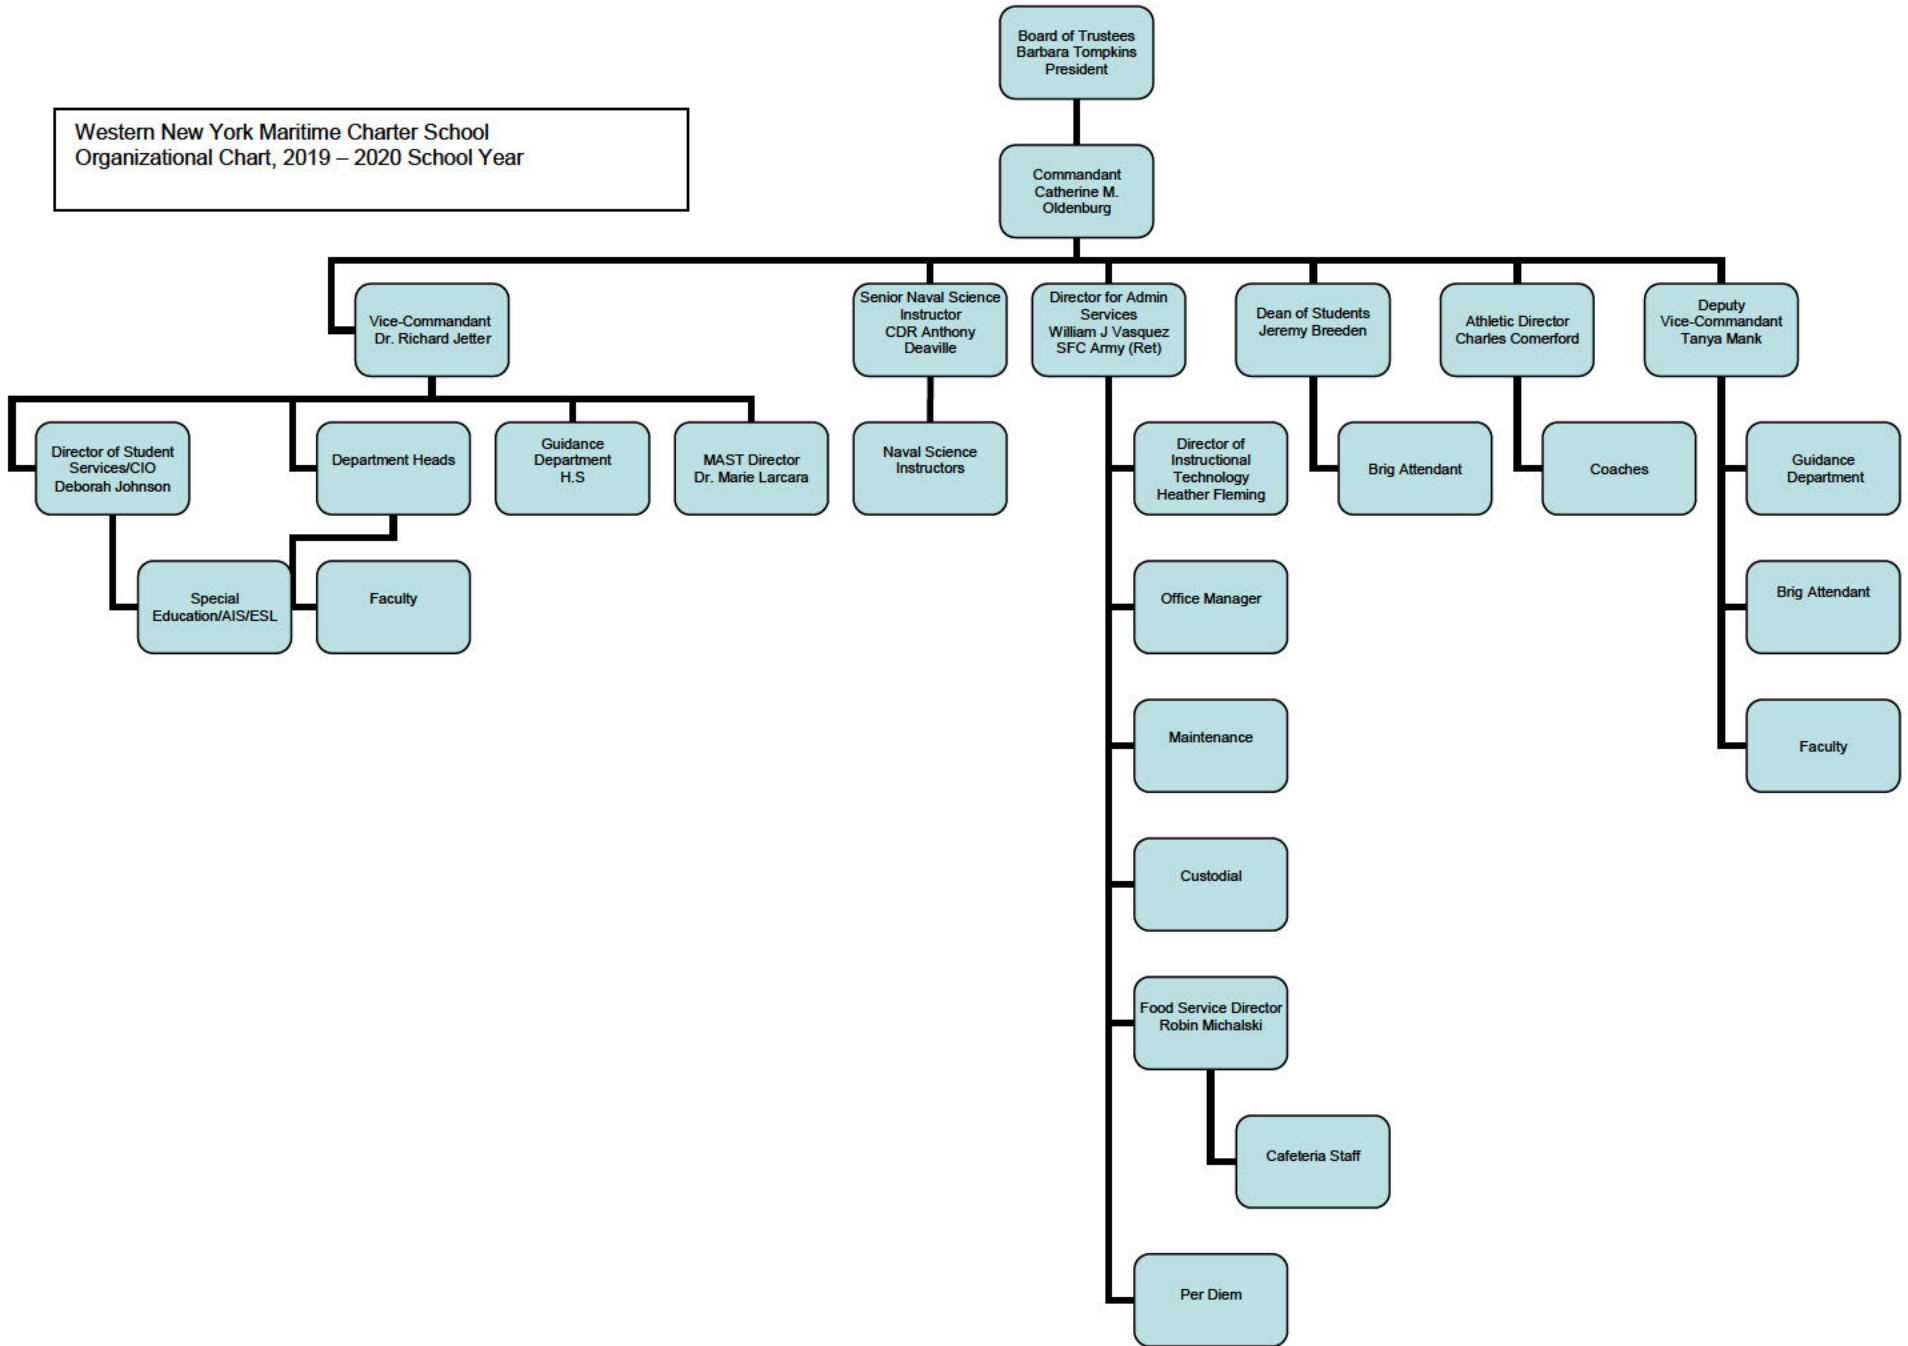 Board of Trustees
Barbara Tompkins
President
Western New York Maritime Charter School
Organizational Chart, 2019 – 2020 School Year
Commandant
Catherine M.
Oldenburg
Vice-Commandant
Dr. Richard Jetter
Senior Naval Science
Instructor
CDR Anthony
Deaville
Director for Admin
Services
William J Vasquez
SFC Army (Ret)
Dean of Students
Jeremy Breeden
Athletic Director
Charles Comerford
Deputy
Vice-Commandant
Tanya Mank
Director of Student
Services/CIO
Deborah Johnson
Department Heads
Guidance
Department
H.S
MAST Director
Dr. Marie Larcara
Naval Science
Instructors
Director of
Instructional
Technology
Heather Fleming
Brig Attendant
Coaches
Guidance
Department
Special
Education/AIS/ESL
Faculty
Office Manager
Brig Attendant
Maintenance
Faculty
Custodial
Food Service Director
Robin Michalski
Cafeteria Staff
Per Diem